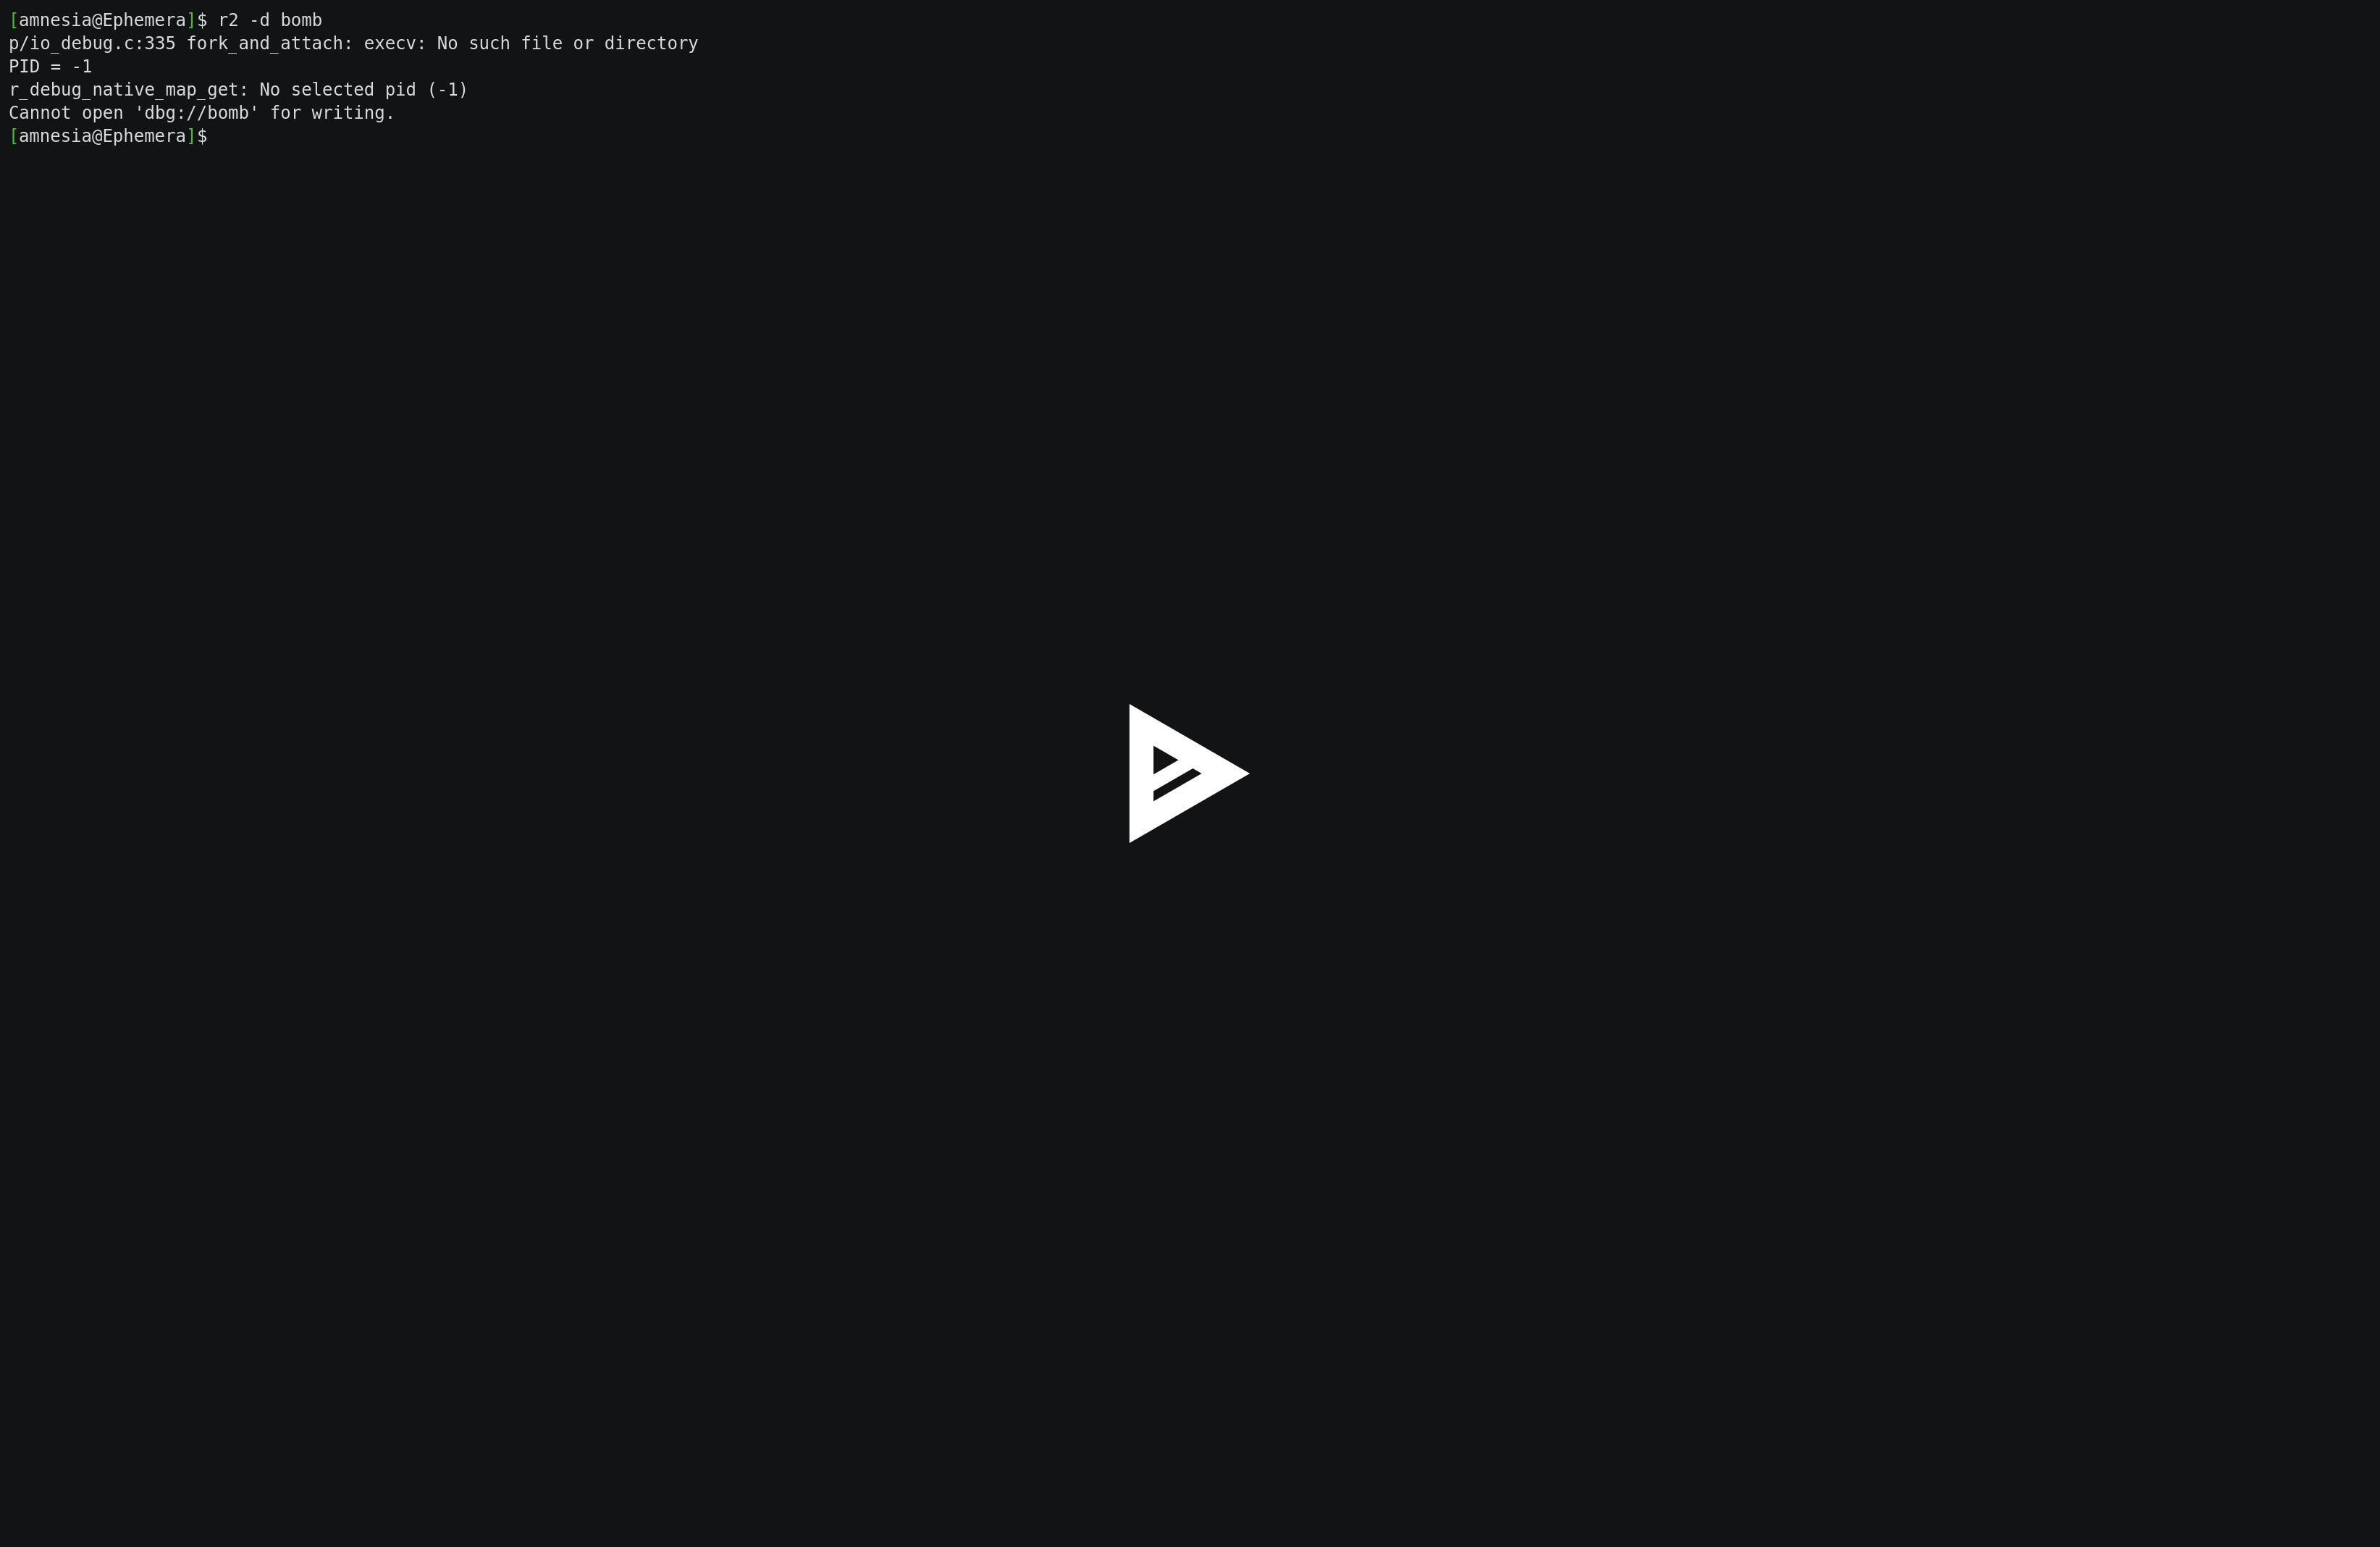 [amnesia@Ephemera]$ r2 -d bomb
p/io_debug.c:335 fork_and_attach: execv: No such file or directory
PID = -1
r_debug_native_map_get: No selected pid (-1)
Cannot open 'dbg://bomb' for writing.
[amnesia@Ephemera]$